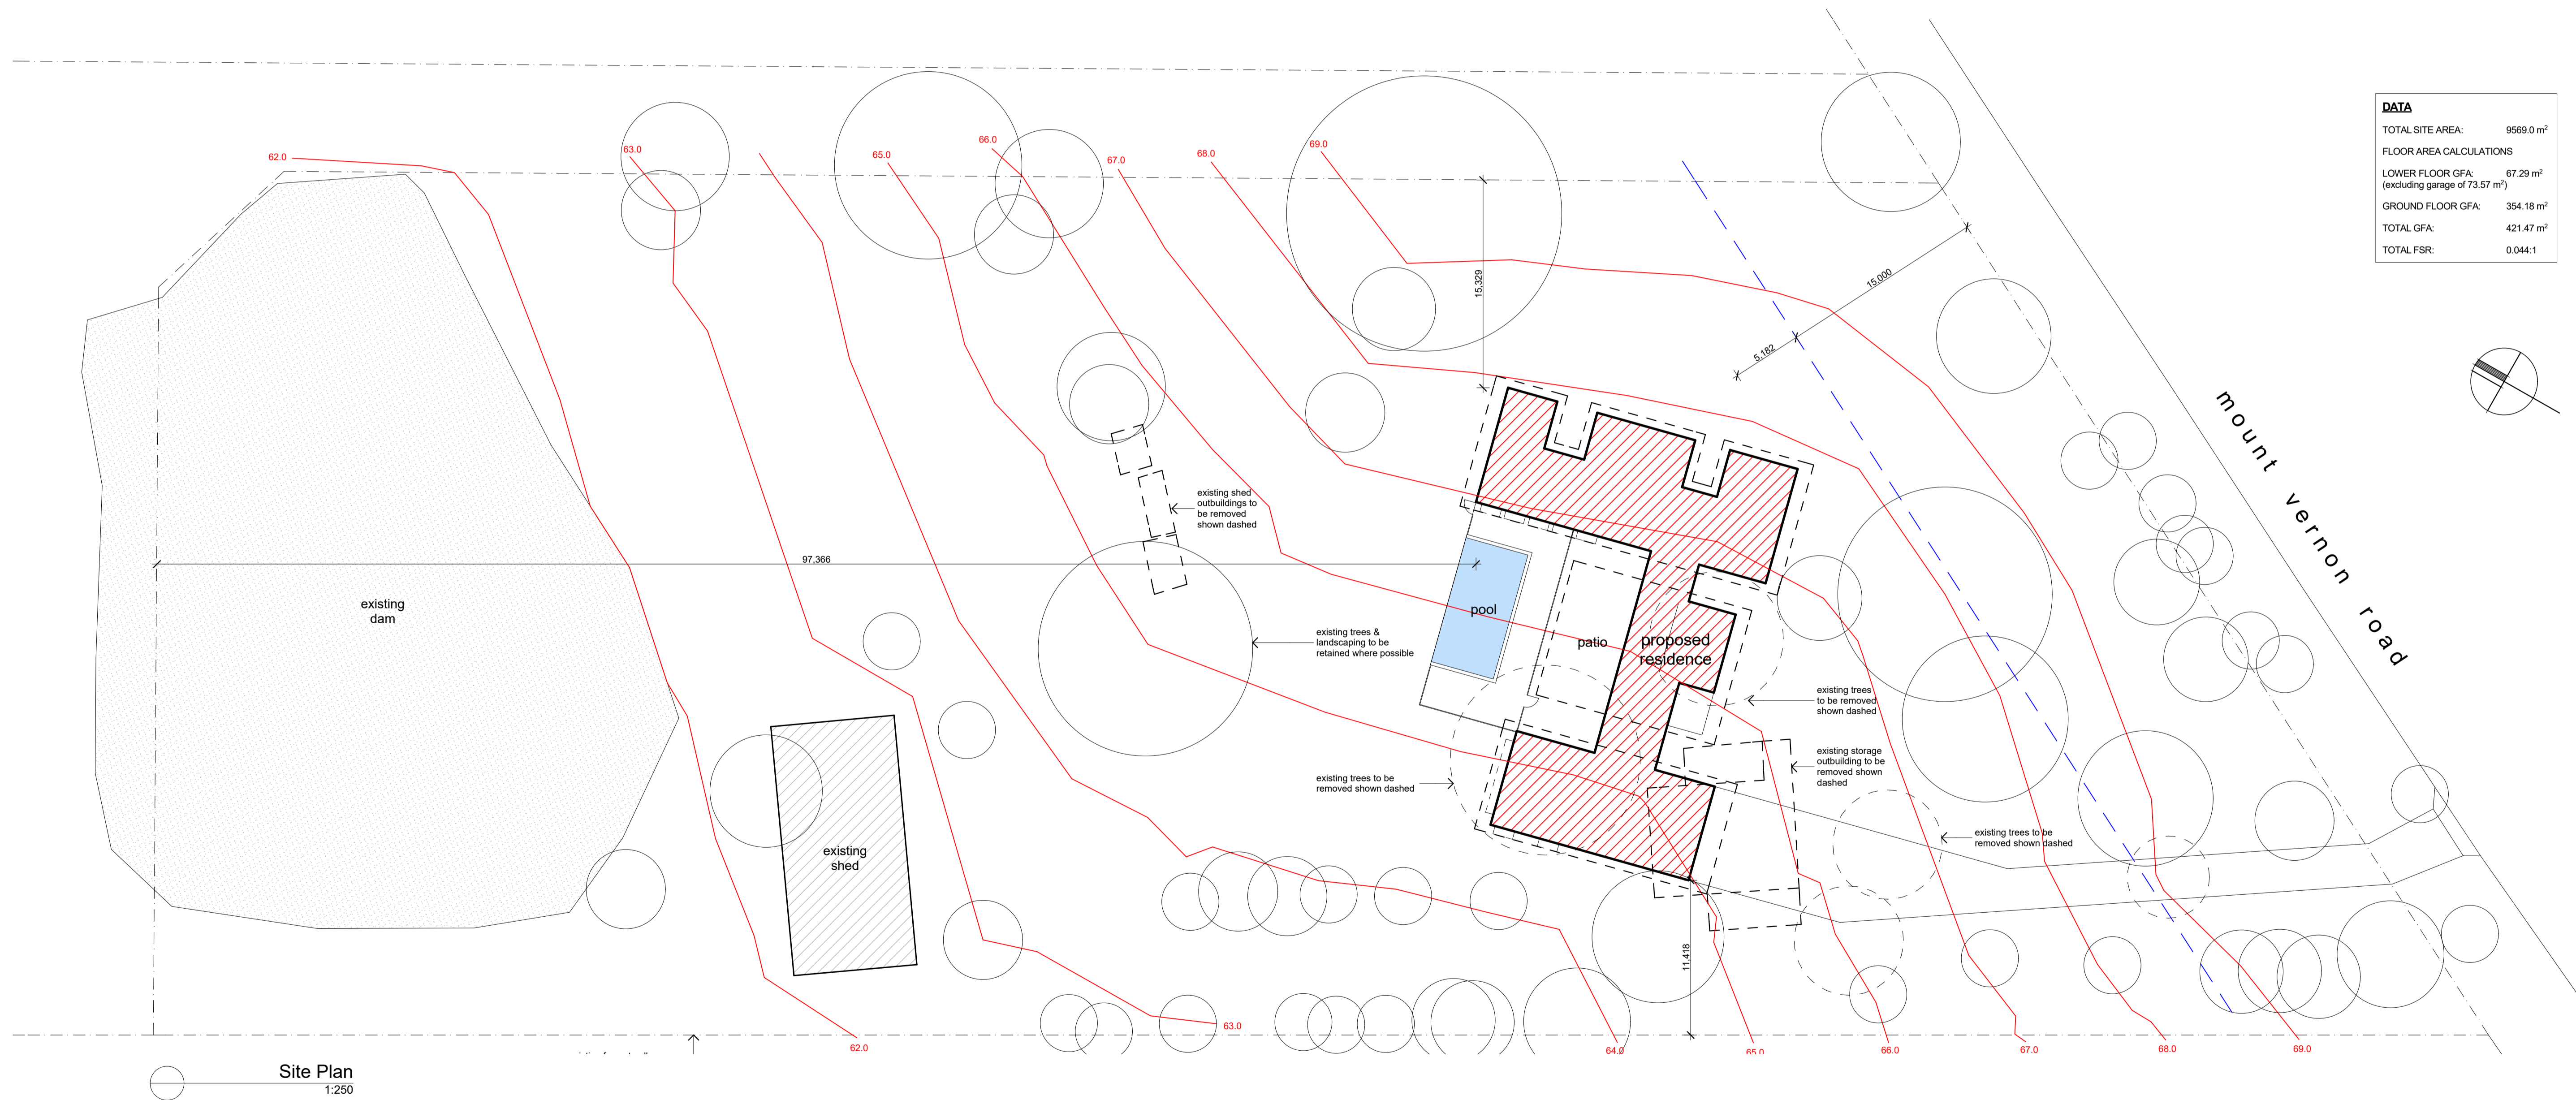 62.0
63.0
65.0
66.0
67.0
68.0
69.0
DATA
TOTAL SITE AREA: 9569.0 m²
FLOOR AREA CALCULATIONS
LOWER FLOOR GFA: 67.29 m²
(excluding garage of 73.57 m²)
GROUND FLOOR GFA: 354.18 m²
TOTAL GFA: 421.47 m²
TOTAL FSR: 0.044:1
15,329
15,000
5,182
mount vernon road
existing shed
outbuildings to
be removed
shown dashed
97,366
existing
dam
pool
patio
proposed
residence
existing trees &
landscaping to be
retained where possible
existing trees
to be removed
shown dashed
existing storage
outbuilding to be
removed shown
dashed
existing trees to be
removed shown dashed
existing trees to be
removed shown dashed
existing
shed
11,418
63.0
62.0
64.0
65.0
66.0
67.0
68.0
69.0
Site Plan
1:250